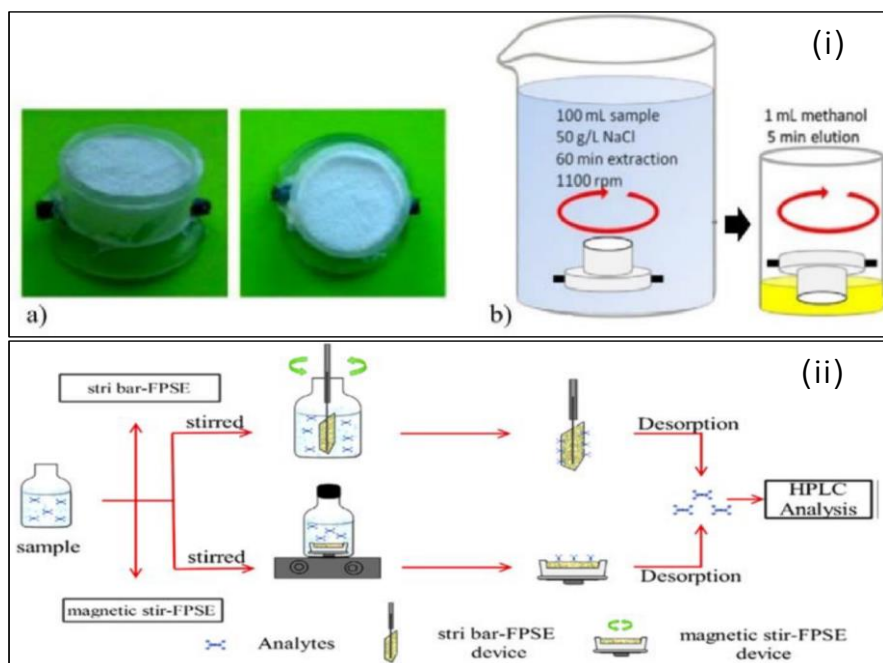 (i)
100 mL sample
50 g/L NaCl
60 min extraction
1100 rpm
1 mL methanol
5 min elution
a)
b)
(ii)
stri bar-FPSE
stirred
Desorption
sample
HPLC
Analysis
stirred
Desorption
magnetic stir-FPSE
Analytes
stri bar-FPSE
device
magnetic stir-FPSE
device